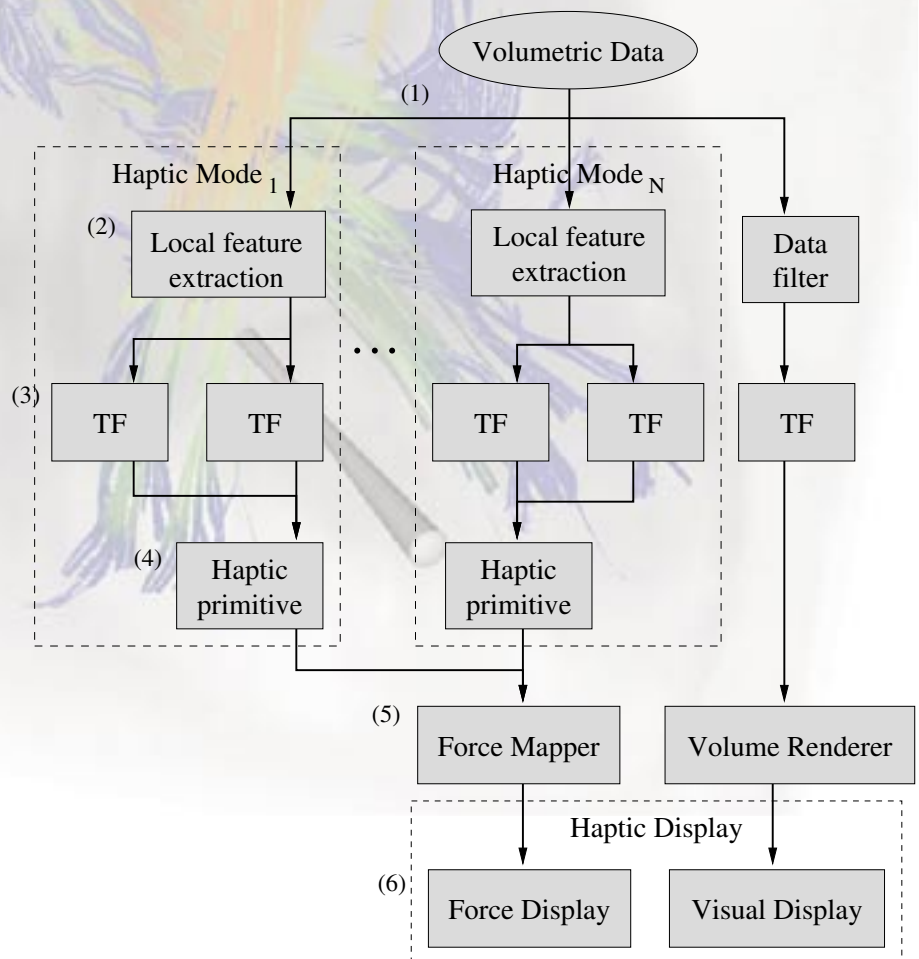 Volumetric Data
(1)
Haptic Mode 1
Haptic Mode N
(2)
Local feature
extraction
Local feature
extraction
Data
filter
...
(3)
TF
TF
TF
TF
TF
(4)
Haptic
primitive
Haptic
primitive
(5)
Force Mapper
Volume Renderer
Haptic Display
(6)
Force Display
Visual Display